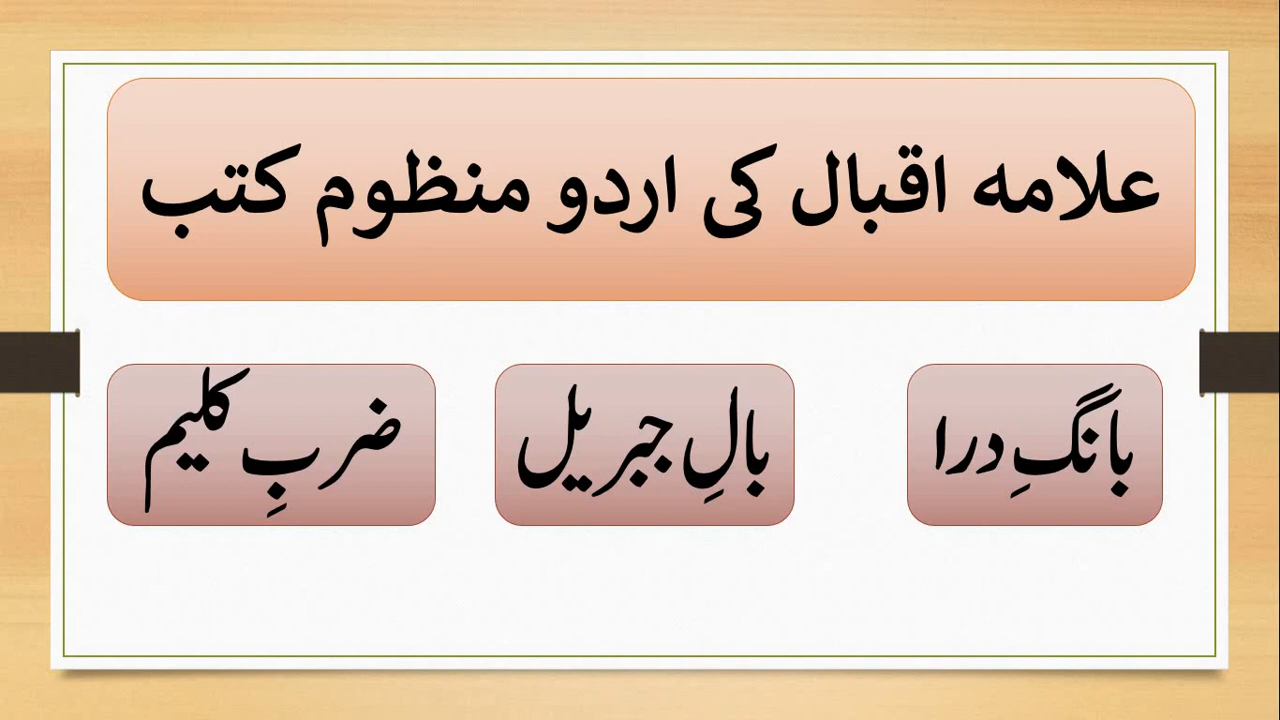 علامہ اقبال کی اردو منظوم کتب
بانگِ درا
بالِ جبریل
ضربِ کلیم